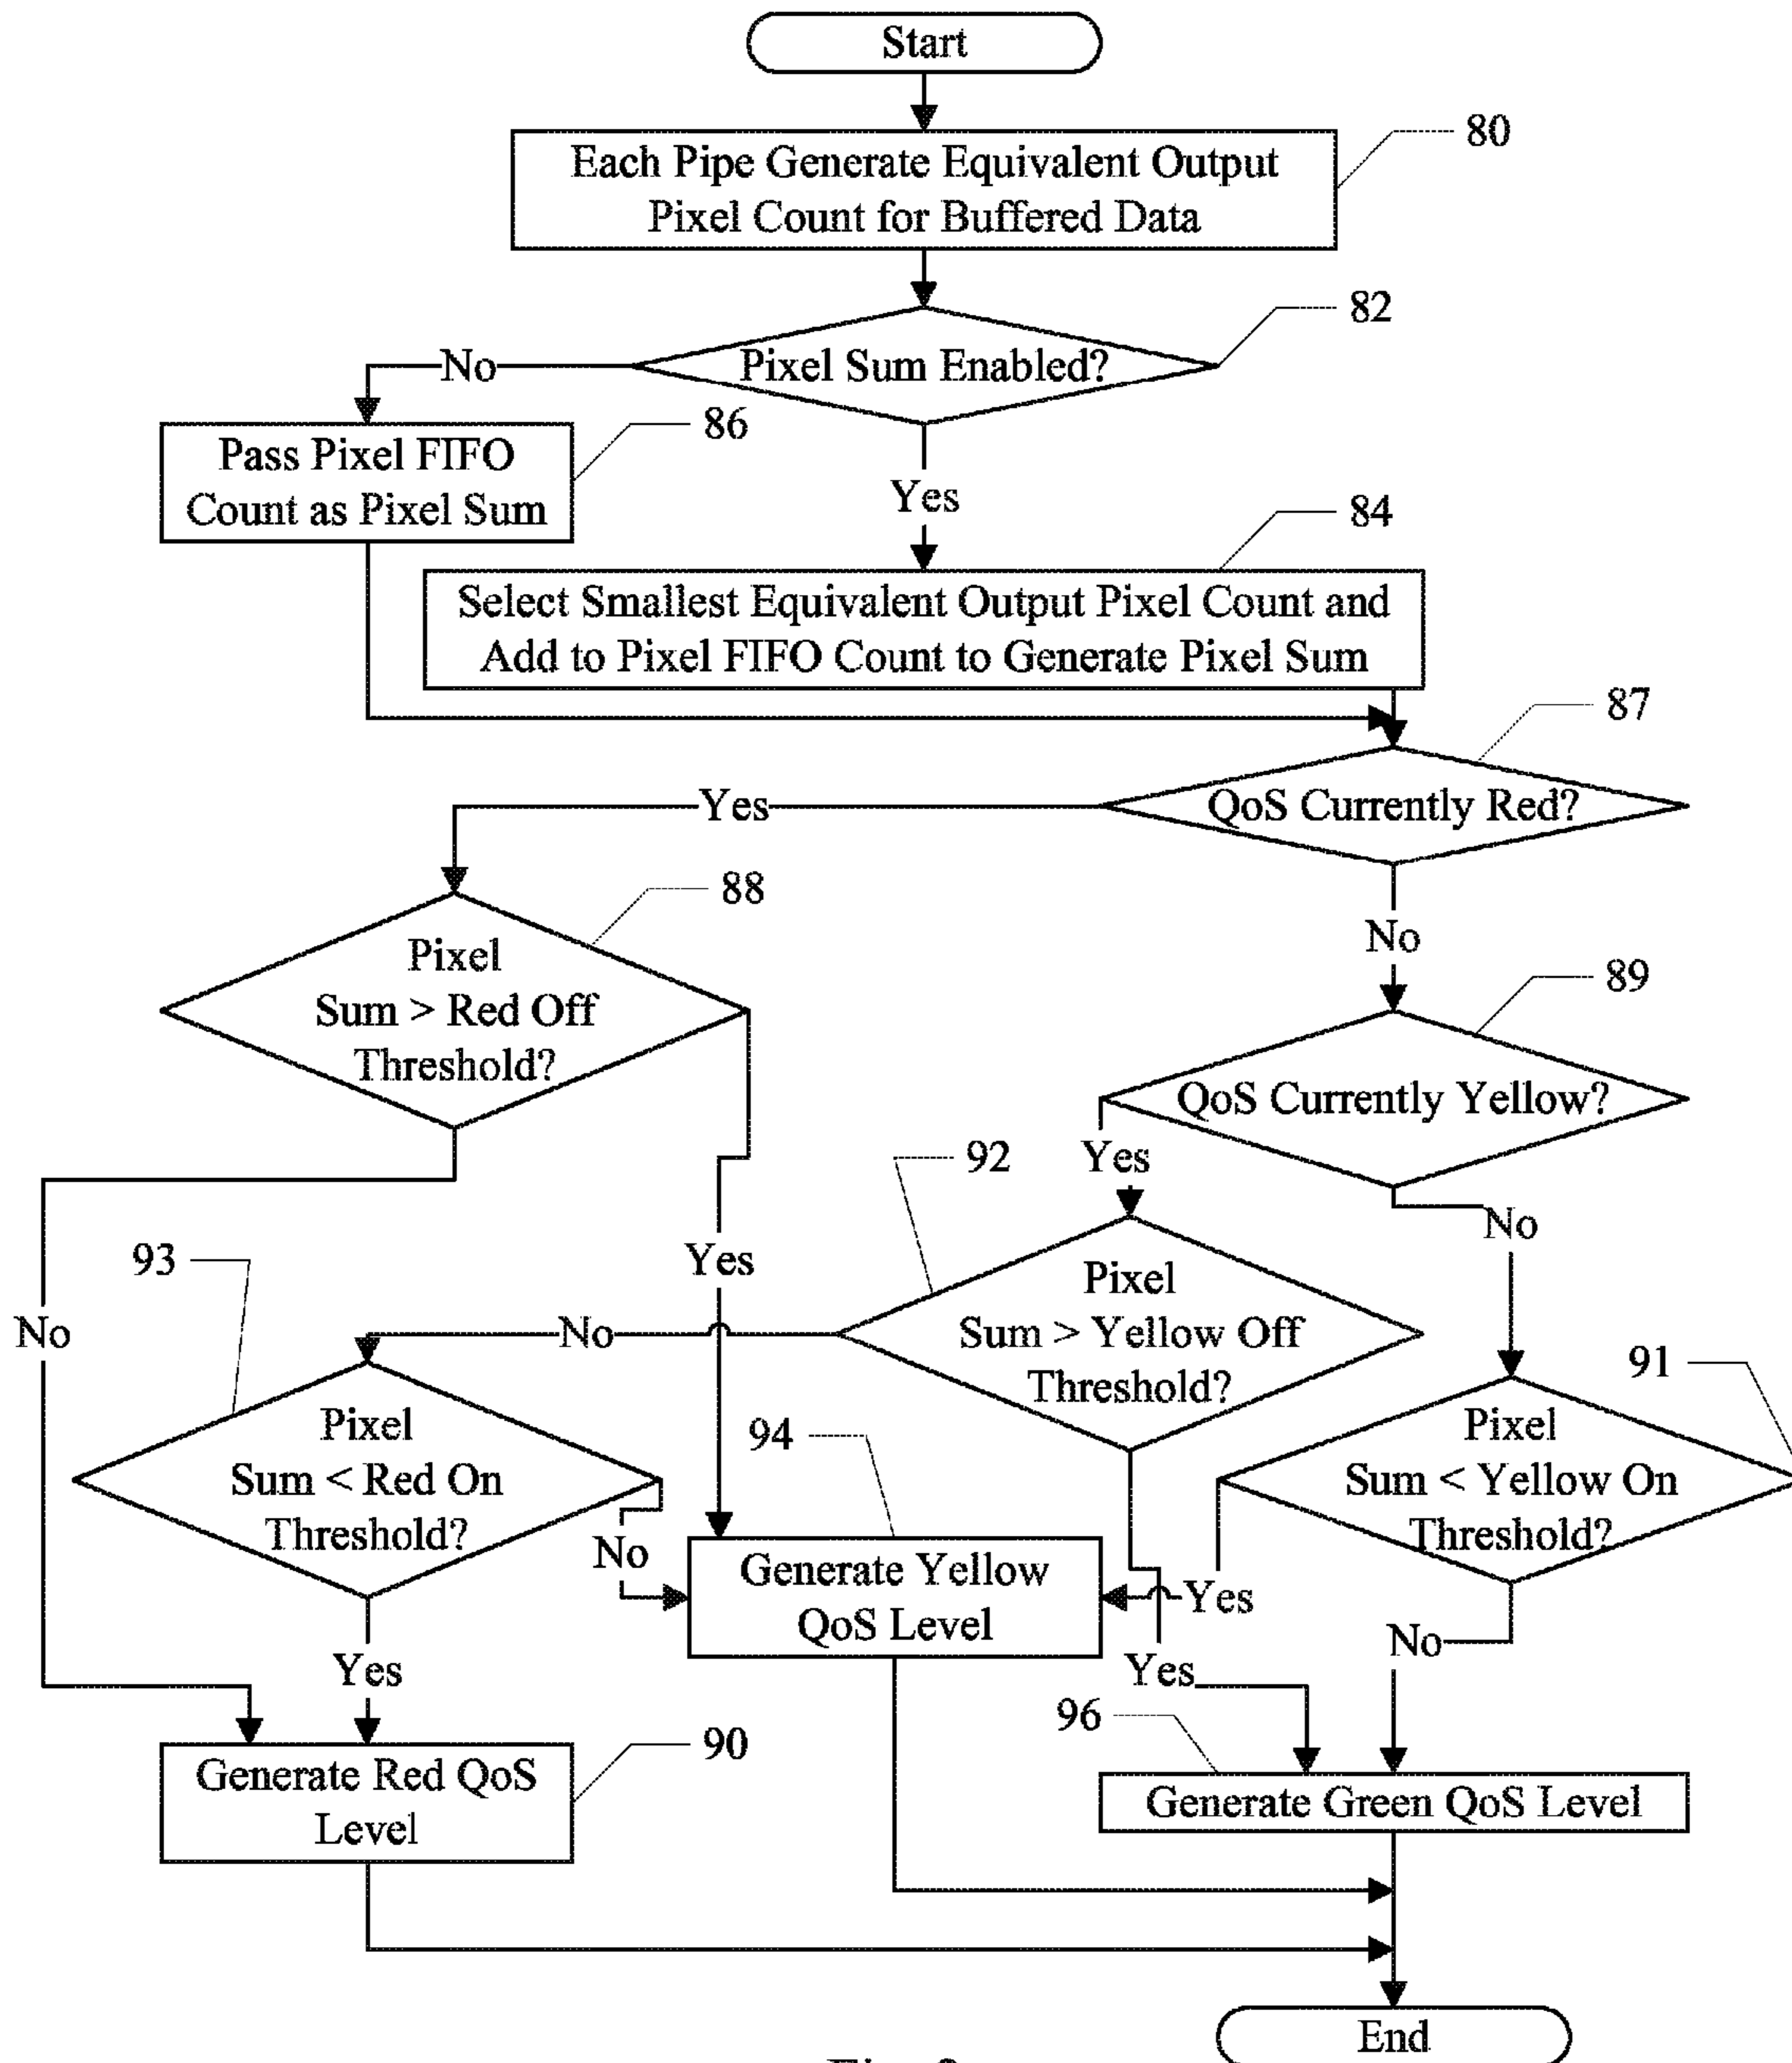 Start
80
Each Pipe Generate Equivalent Output
Pixel Count for Buffered Data
82
Pixel Sum Enabled?
No
86
Pass Pixel FIFO
Count as Pixel Sum
Yes
84
Select Smallest Equivalent Output Pixel Count and
Add to Pixel FIFO Count to Generate Pixel Sum
87
QoS Currently Red?
Yes
88
Pixel
Sum > Red Off
Threshold?
No
89
QoS Currently Yellow?
Yes
92
No
Pixel
Sum > Yellow Off
Threshold?
93
Yes
No
No
91
Pixel
Sum < Red On
Threshold?
94
Pixel
Sum < Yellow On
Threshold?
No
Generate Yellow
QoS Level
Yes
Yes
Yes
No
96
90
Generate Red QoS
Level
Generate Green QoS Level
End